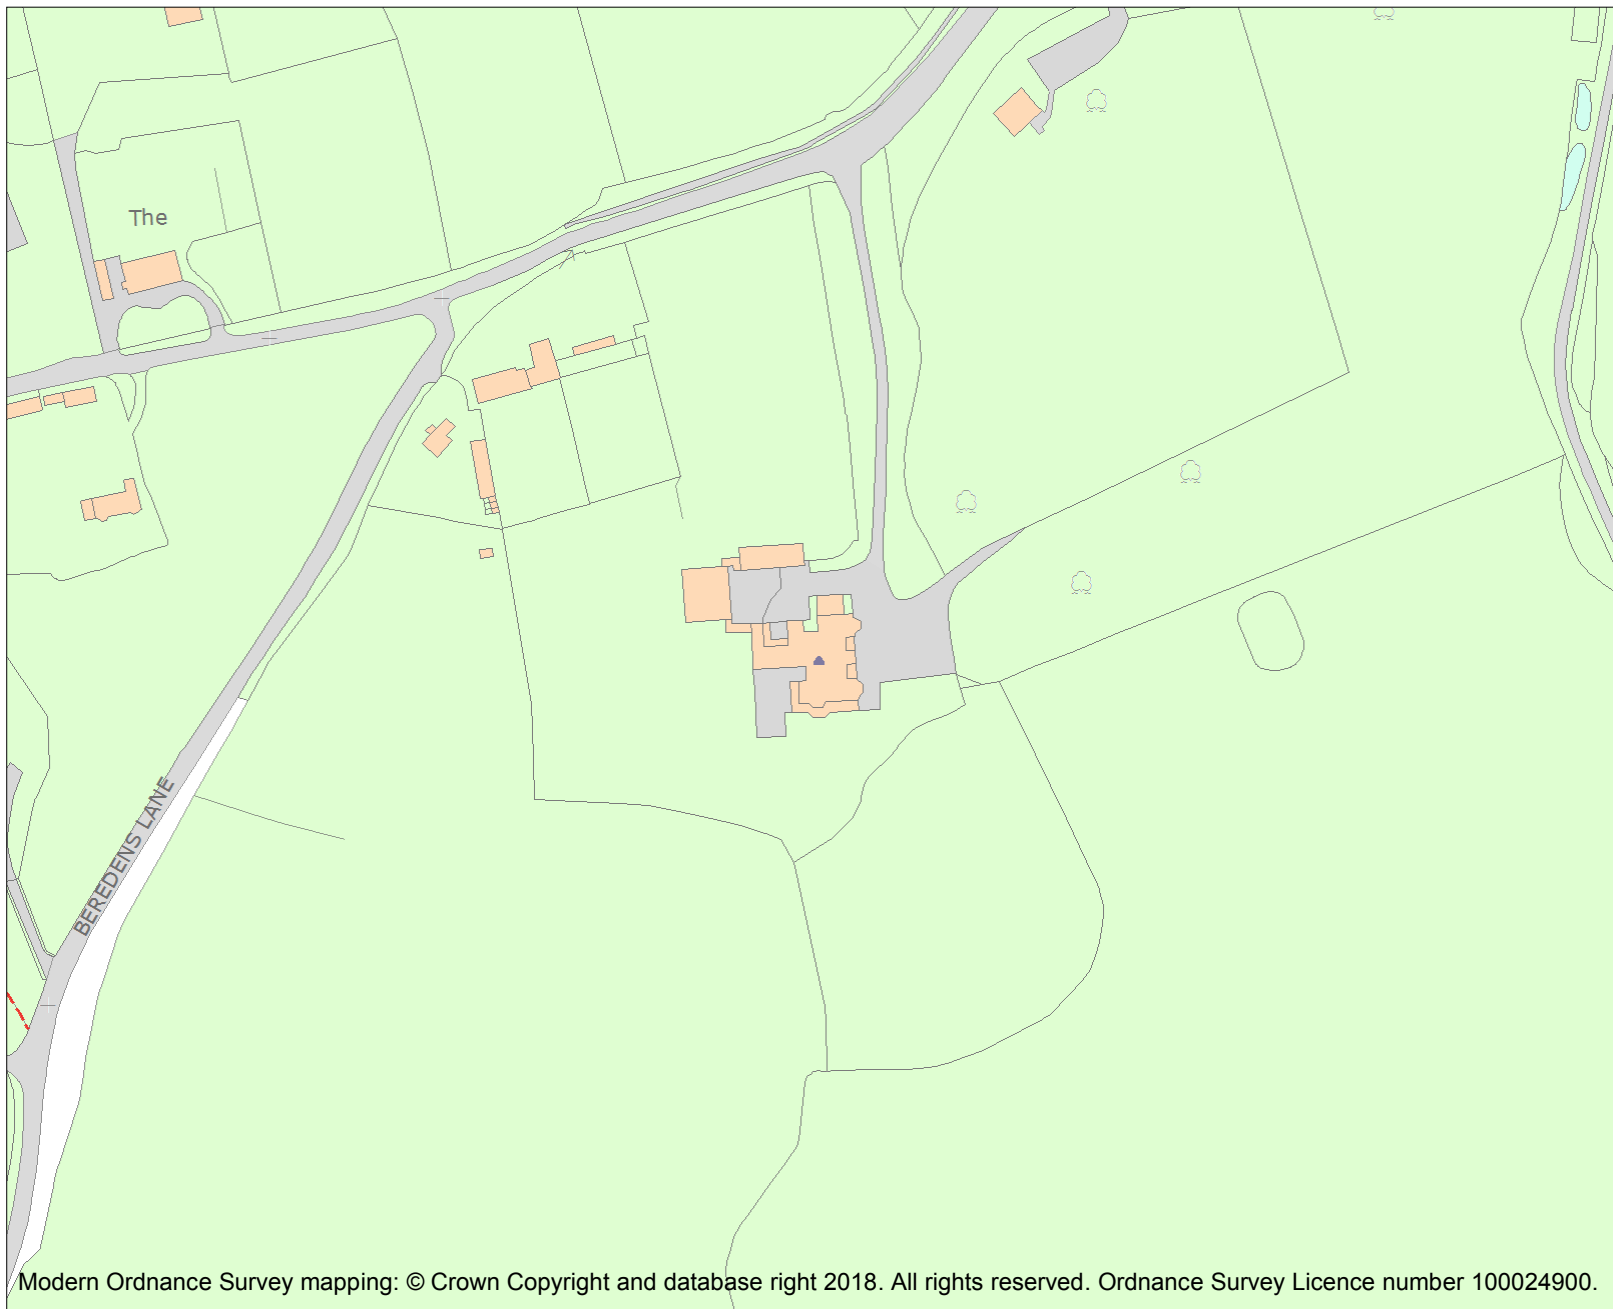 The
BEREDENS LANE
Modern Ordnance Survey mapping: © Crown Copyright and database right 2018. All rights reserved. Ordnance Survey Licence number 100024900.